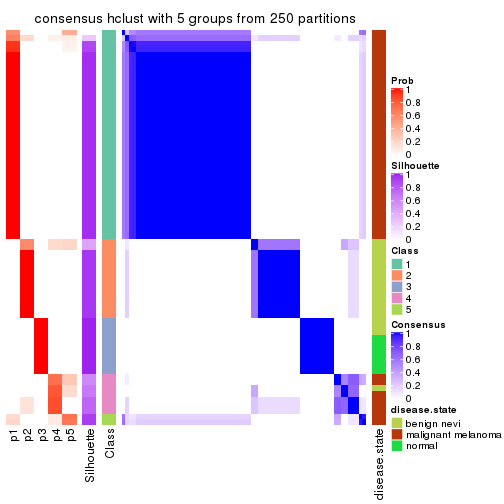 consensus hclust with 5 groups from 250 partitions
Prob
1
0.8
0.6
0.4
0.2
0
Silhouette
1
0.8
0.6
0.4
0.2
0
Class
1
2
3
4
5
Consensus
1
0.8
0.6
0.4
0.2
0
disease.state
benign nevi
malignant melanoma
normal
p1
p2
p3
p4
p5
Silhouette
Class
disease.state